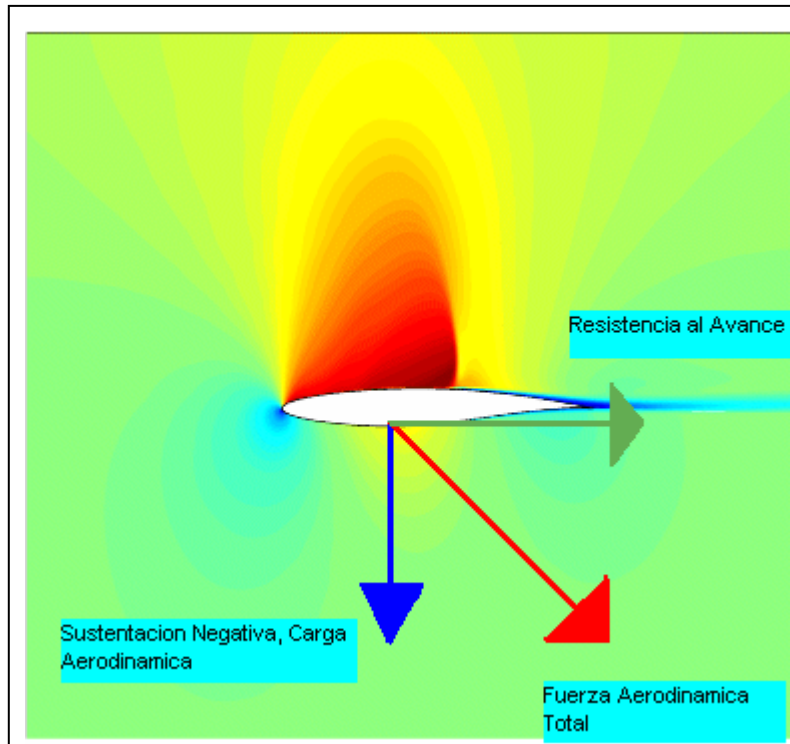 Resistencia al Avance
Sustentacion Negativa, Carga
Aerodinamica
Fuerza Aerodinamica
Total